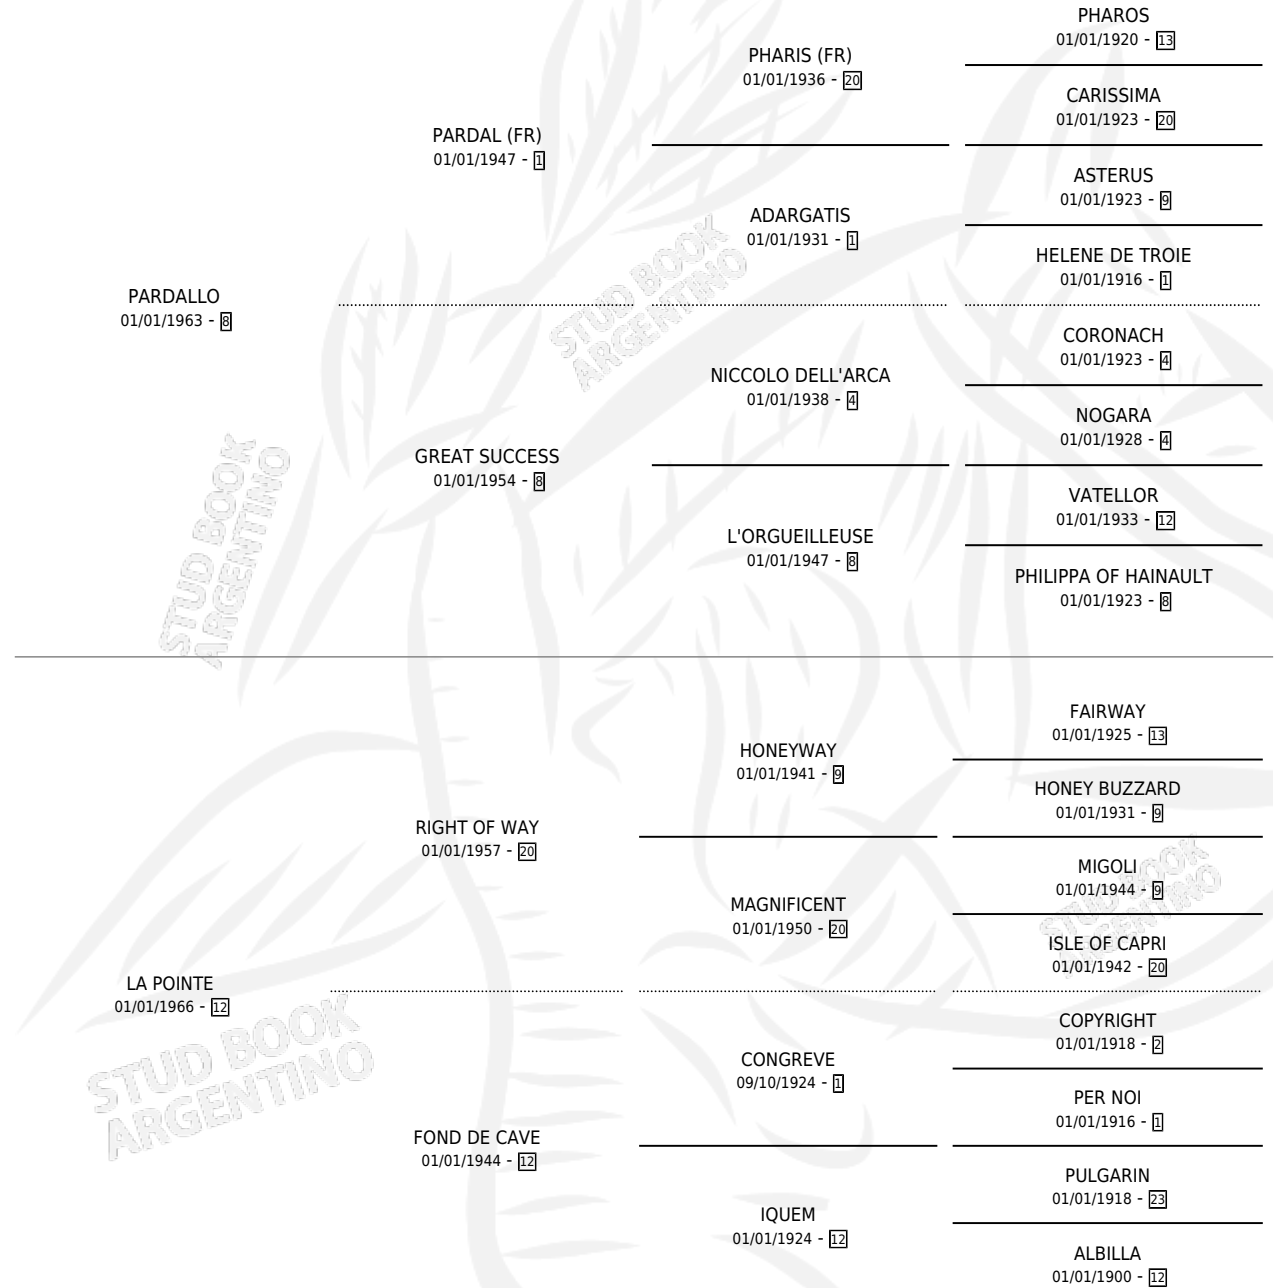 PHAROS
01/01/1920 - 13
PHARIS (FR)
01/01/1936 - 20
CARISSIMA
01/01/1923 - 20
PARDAL (FR)
01/01/1947 - 1
ASTERUS
01/01/1923 - 9
ADARGATIS
01/01/1931 - 1
HELENE DE TROIE
01/01/1916 - 1
PARDALLO
01/01/1963 - 8
STUD BOOK
ARGENTINO
CORONACH
01/01/1923 - 4
NICCOLO DELL'ARCA
01/01/1938 - 4
NOGARA
01/01/1928 - 4
GREAT SUCCESS
01/01/1954 - 8
VATELLOR
01/01/1933 - 12
L'ORGUEILLEUSE
01/01/1947 - 8
PHILIPPA OF HAINAULT
01/01/1923 - 8
STUD BOOK
ARGENTINO
FAIRWAY
01/01/1925 - 13
HONEYWAY
01/01/1941 - 9
HONEY BUZZARD
01/01/1931 - 9
RIGHT OF WAY
01/01/1957 - 20
MIGOLI
01/01/1944 - 9
MAGNIFICENT
01/01/1950 - 20
ISLE OF CAPRI
01/01/1942 - 20
STUD BOOK
ARGENTINO
LA POINTE
01/01/1966 - 12
COPYRIGHT
01/01/1918 - 2
CONGREVE
09/10/1924 - 1
PER NOI
01/01/1916 - 1
STUD BOOK
ARGENTINO
FOND DE CAVE
01/01/1944 - 12
PULGARIN
01/01/1918 - 23
IQUEM
01/01/1924 - 12
ALBILLA
01/01/1900 - 12